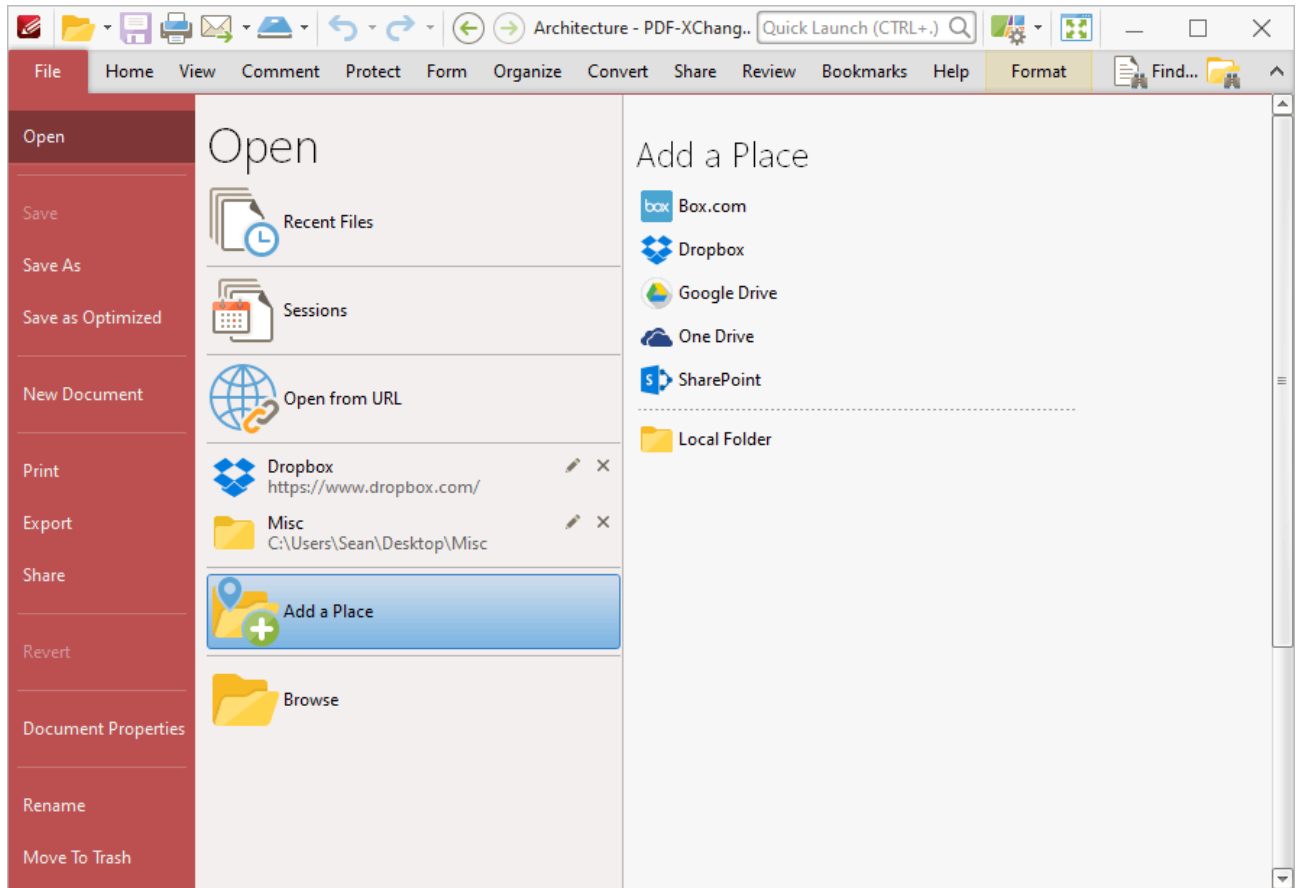 Architecture - PDF-XChang..
Quick Launch (CTRL+.)
File Home View Comment Protect Form Organize Convert Share Review Bookmarks Help Format Find...
Open
Save
Save As
Save as Optimized
New Document
Print
Export
Share
Revert
Document Properties
Rename
Move To Trash
Open
Recent Files
Sessions
Open from URL
Dropbox
https://www.dropbox.com/
Misc
C:\Users\Sean\Desktop\Misc
Add a Place
Browse
Add a Place
box Box.com
Dropbox
Google Drive
One Drive
S SharePoint
Local Folder